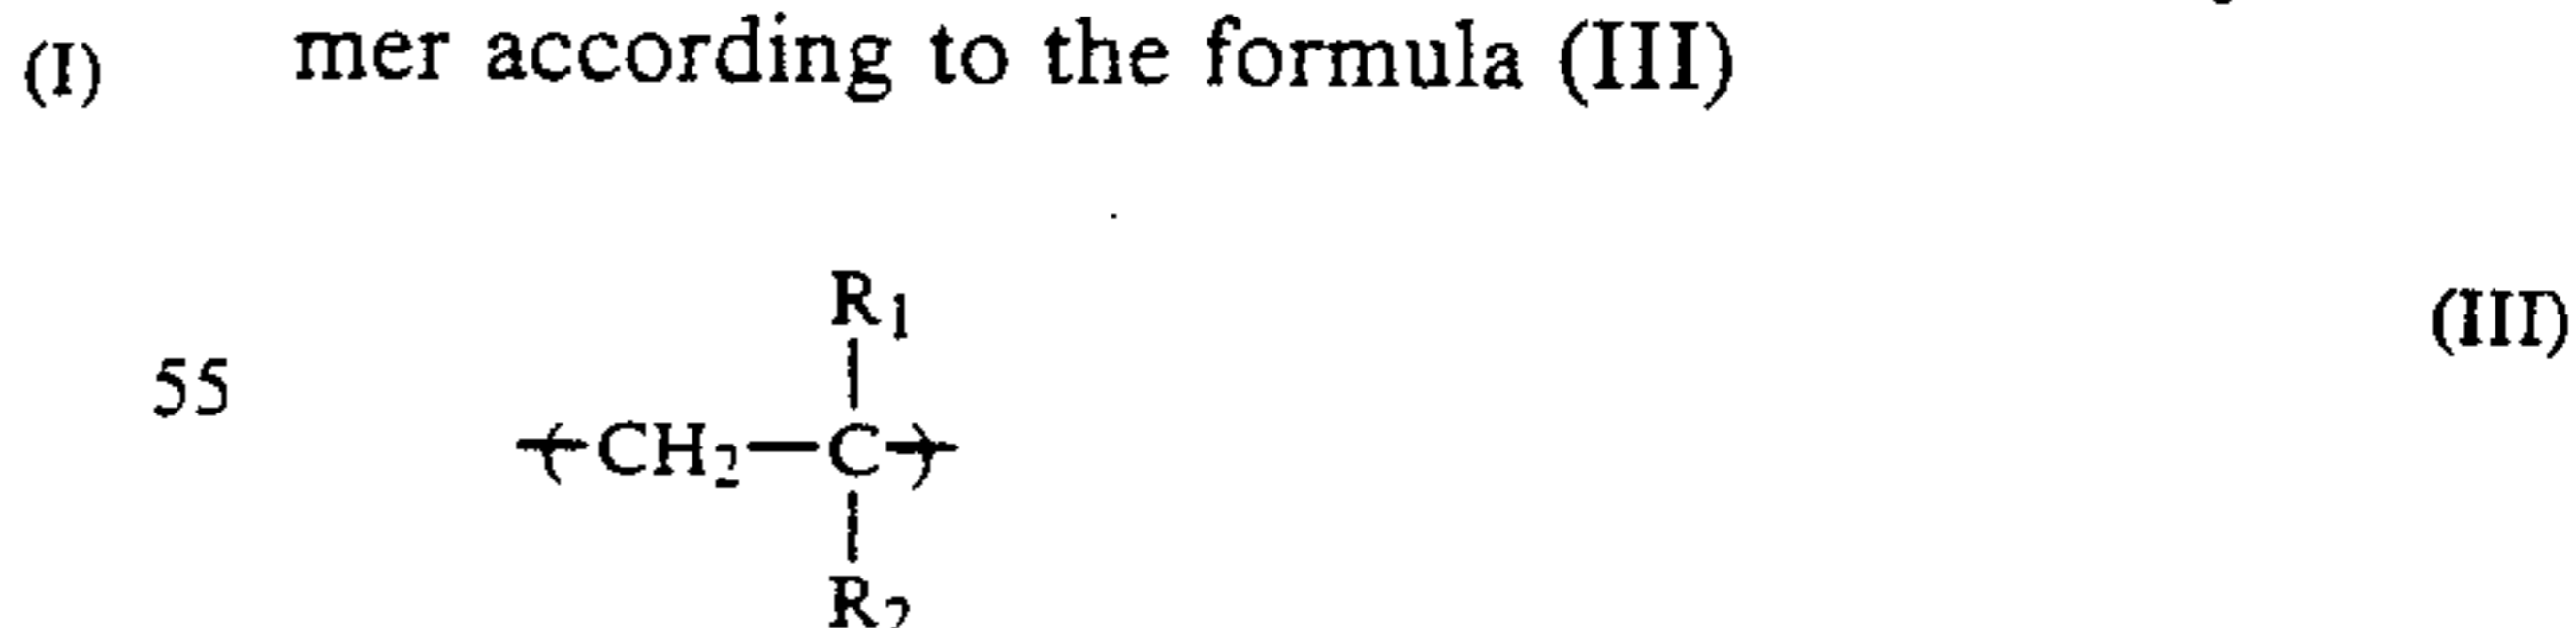 (I) mer according to the formula (III)
R1
(III)
55
-(CH2—C)-
R2